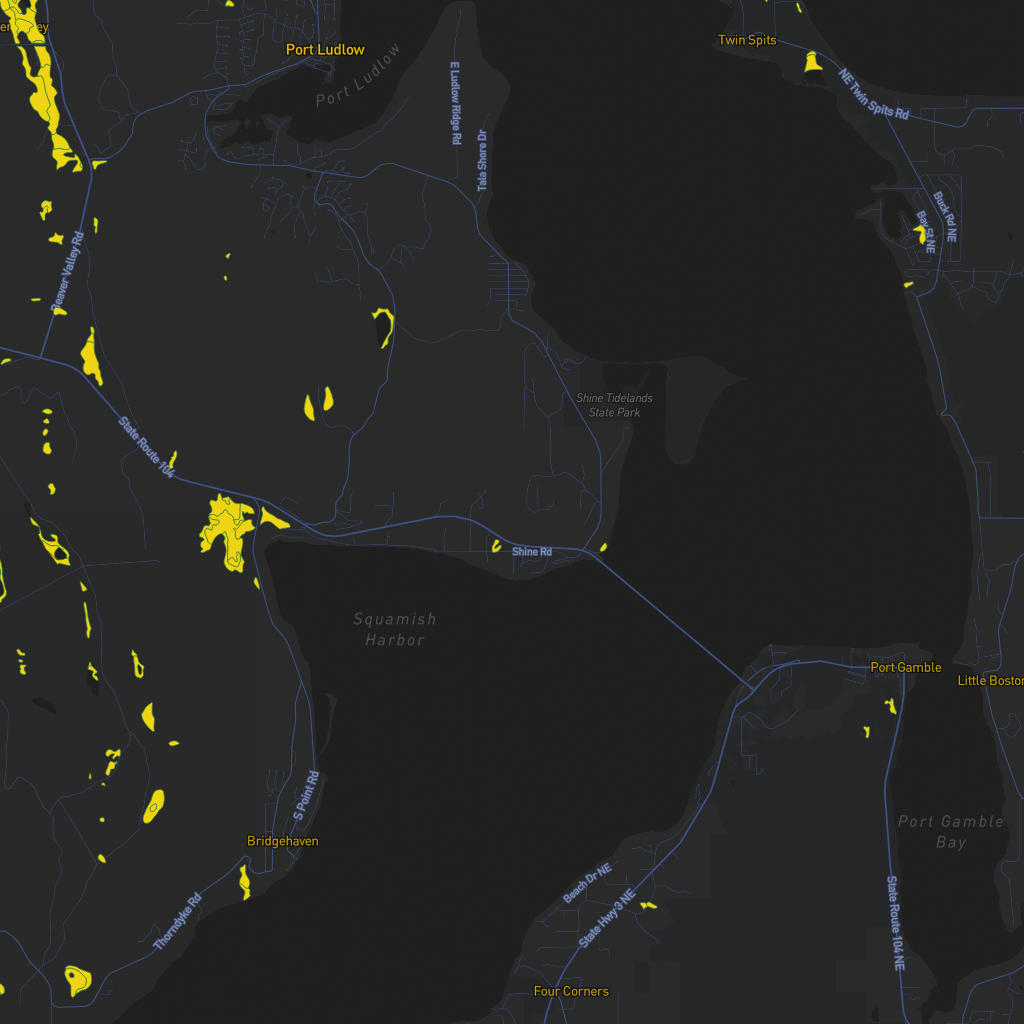 Port Ludlow
Port Ludlow
Twin Spits
NE Twin Spits Rd
E Ludlow Ridge Rd
Tala Shore Dr
Buck Rd NE
Bay St NE
Beaver Valley Rd
Shine Tidelands
State Park
State Route 104
Shine Rd
Squamish
Harbor
Port Gamble
Little Boston
S Point Rd
Bridgehaven
Port Gamble
Bay
Beach Dr NE
State Hwy 3 NE
State Route 104 NE
Thorndyke Rd
Four Corners